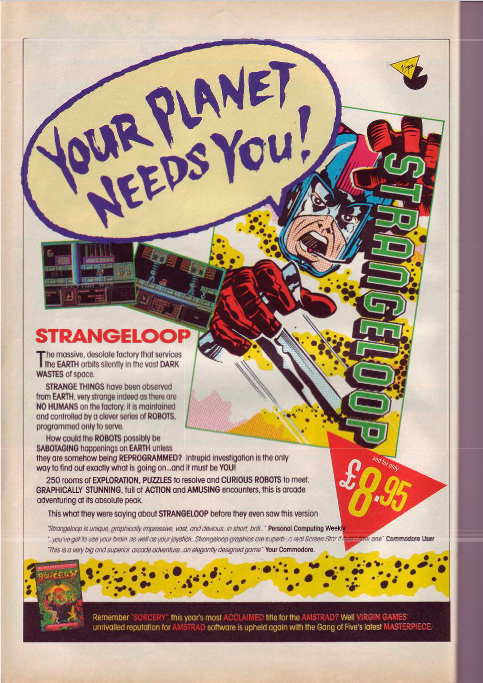 YOUR PLANET
NEEDS YOU!
STRANGELOOP
STRANGELOOP
The massive, desolate factory that services
the EARTH orbits silently in the vast DARK
WASTES of space.
STRANGE THINGS have been observed
from EARTH, very strange indeed as there are
NO HUMANS on the factory, it is maintained
and controlled by a clever series of ROBOTS,
programmed only to serve.
How could the ROBOTS possibly be
SABOTAGING happenings on EARTH unless
they are somehow being REPROGRAMMED? Intrepid investigation is the only
way to find out exactly what is going on..and it must be YOU!
and for only
£8.95
250 rooms of EXPLORATION, PUZZLES to resolve and CURIOUS ROBOTS to meet.
GRAPHICALLY STUNNING, full of ACTION and AMUSING encounters, this is arcade
adventuring at its absolute peak.
This what they were saying about STRANGELOOP before they even saw this version
"Strangeloop is unique, graphically impressive, vast, and devious, in short, brill..." Personal Computing Weekly
"...you've got to use your brain as well as your joystick...Strangeloop graphics are superb one" Commodore User
"This is a very big and superior arcade adventure...an elegantly designed game" Your Commodore.
SORCERY
Remember "SORCERY", this year's most ACCLAIMED title for the AMSTRAD? Well VIRGIN GAMES'
unrivalled reputation for AMSTRAD software is upheld again with the Gang of Five's latest MASTERPIECE.